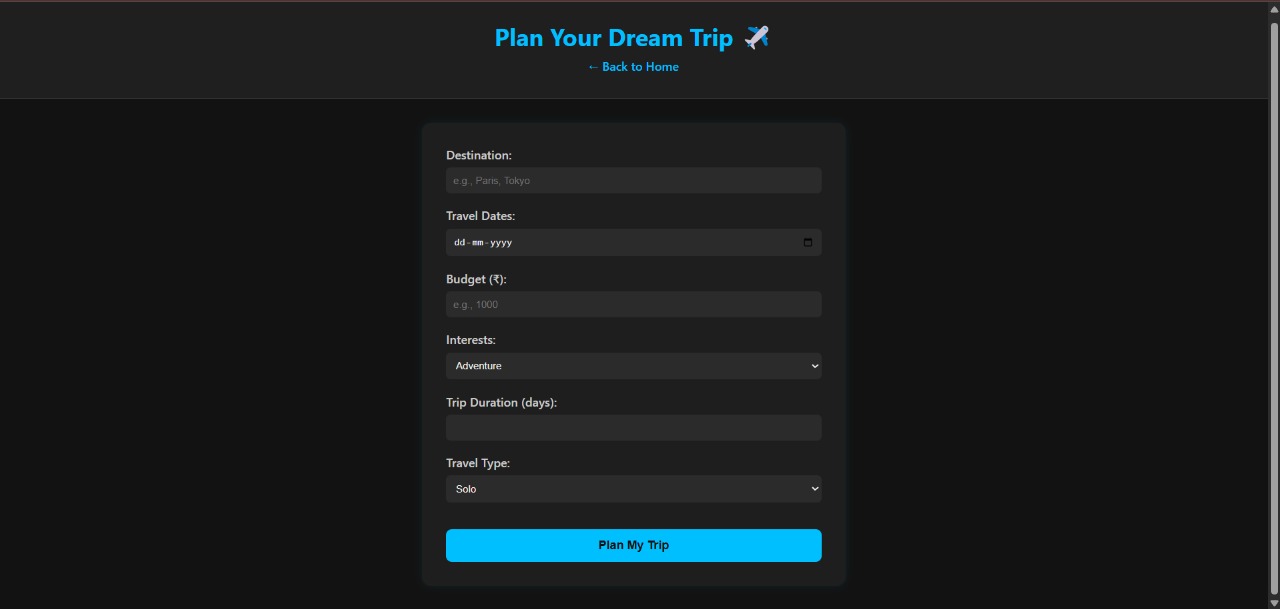 Plan Your Dream Trip ✈️
← Back to Home
Destination:
e.g., Paris, Tokyo
Travel Dates:
dd-mm-yyyy
Budget (₹):
e.g., 1000
Interests:
Adventure
Trip Duration (days):
Travel Type:
Solo
Plan My Trip